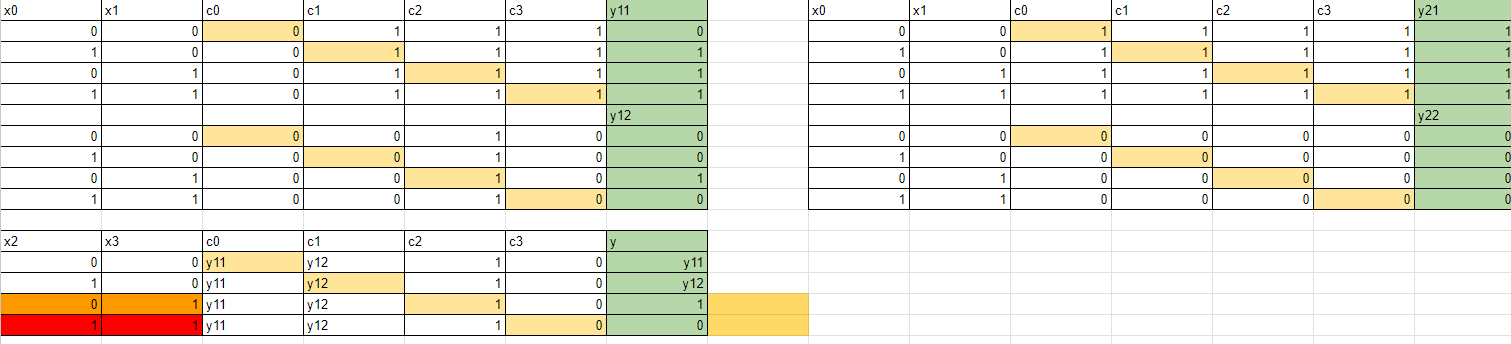 x0 x1 c0 c1 c2 c3 y11 x0 x1 c0 c1 c2 c3 y21
0 0 0 1 1 1 0 0 0 1 1 1 1 1
1 0 0 1 1 1 1 1 0 1 1 1 1 1
0 1 0 1 1 1 1 0 1 1 1 1 1 1
1 1 0 1 1 1 1 1 1 1 1 1 1 1
y12 y22
0 0 0 0 1 0 0 0 0 0 0 0 0 0
1 0 0 0 1 0 0 1 0 0 0 0 0 0
0 1 0 0 1 0 1 0 1 0 0 0 0 0
1 1 0 0 1 0 0 1 1 0 0 0 0 0
x2 x3 c0 c1 c2 c3 y
0 0 y11 y12 1 0 y11
1 0 y11 y12 1 0 y12
0 1 y11 y12 1 0 1
1 1 y11 y12 1 0 0